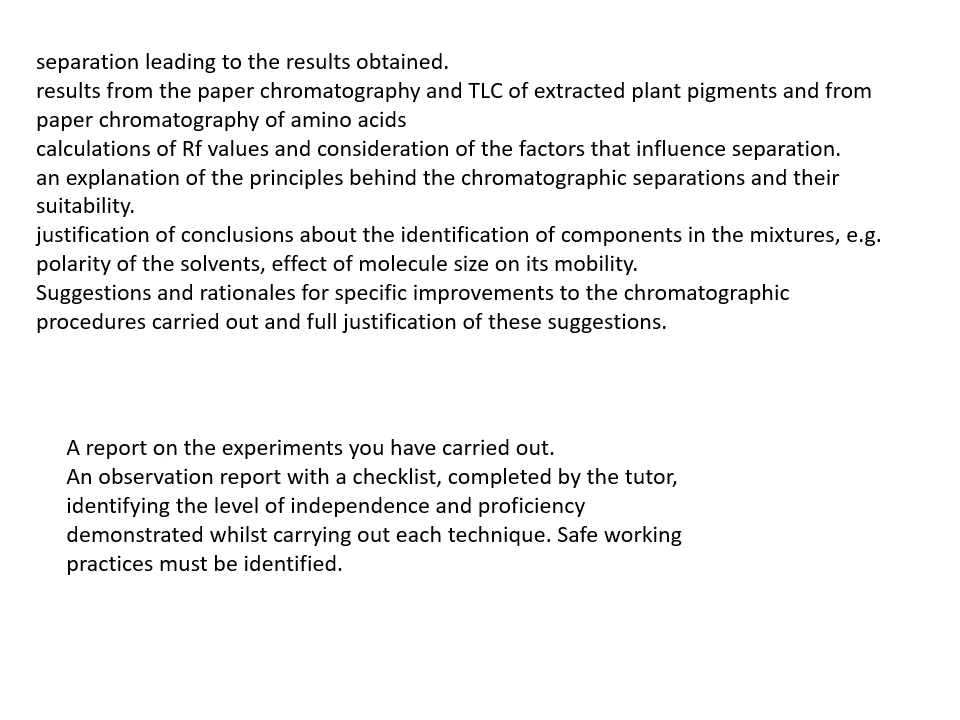 separation leading to the results obtained.
results from the paper chromatography and TLC of extracted plant pigments and from
paper chromatography of amino acids
calculations of Rf values and consideration of the factors that influence separation.
an explanation of the principles behind the chromatographic separations and their
suitability.
justification of conclusions about the identification of components in the mixtures, e.g.
polarity of the solvents, effect of molecule size on its mobility.
Suggestions and rationales for specific improvements to the chromatographic
procedures carried out and full justification of these suggestions.
A report on the experiments you have carried out.
An observation report with a checklist, completed by the tutor,
identifying the level of independence and proficiency
demonstrated whilst carrying out each technique. Safe working
practices must be identified.